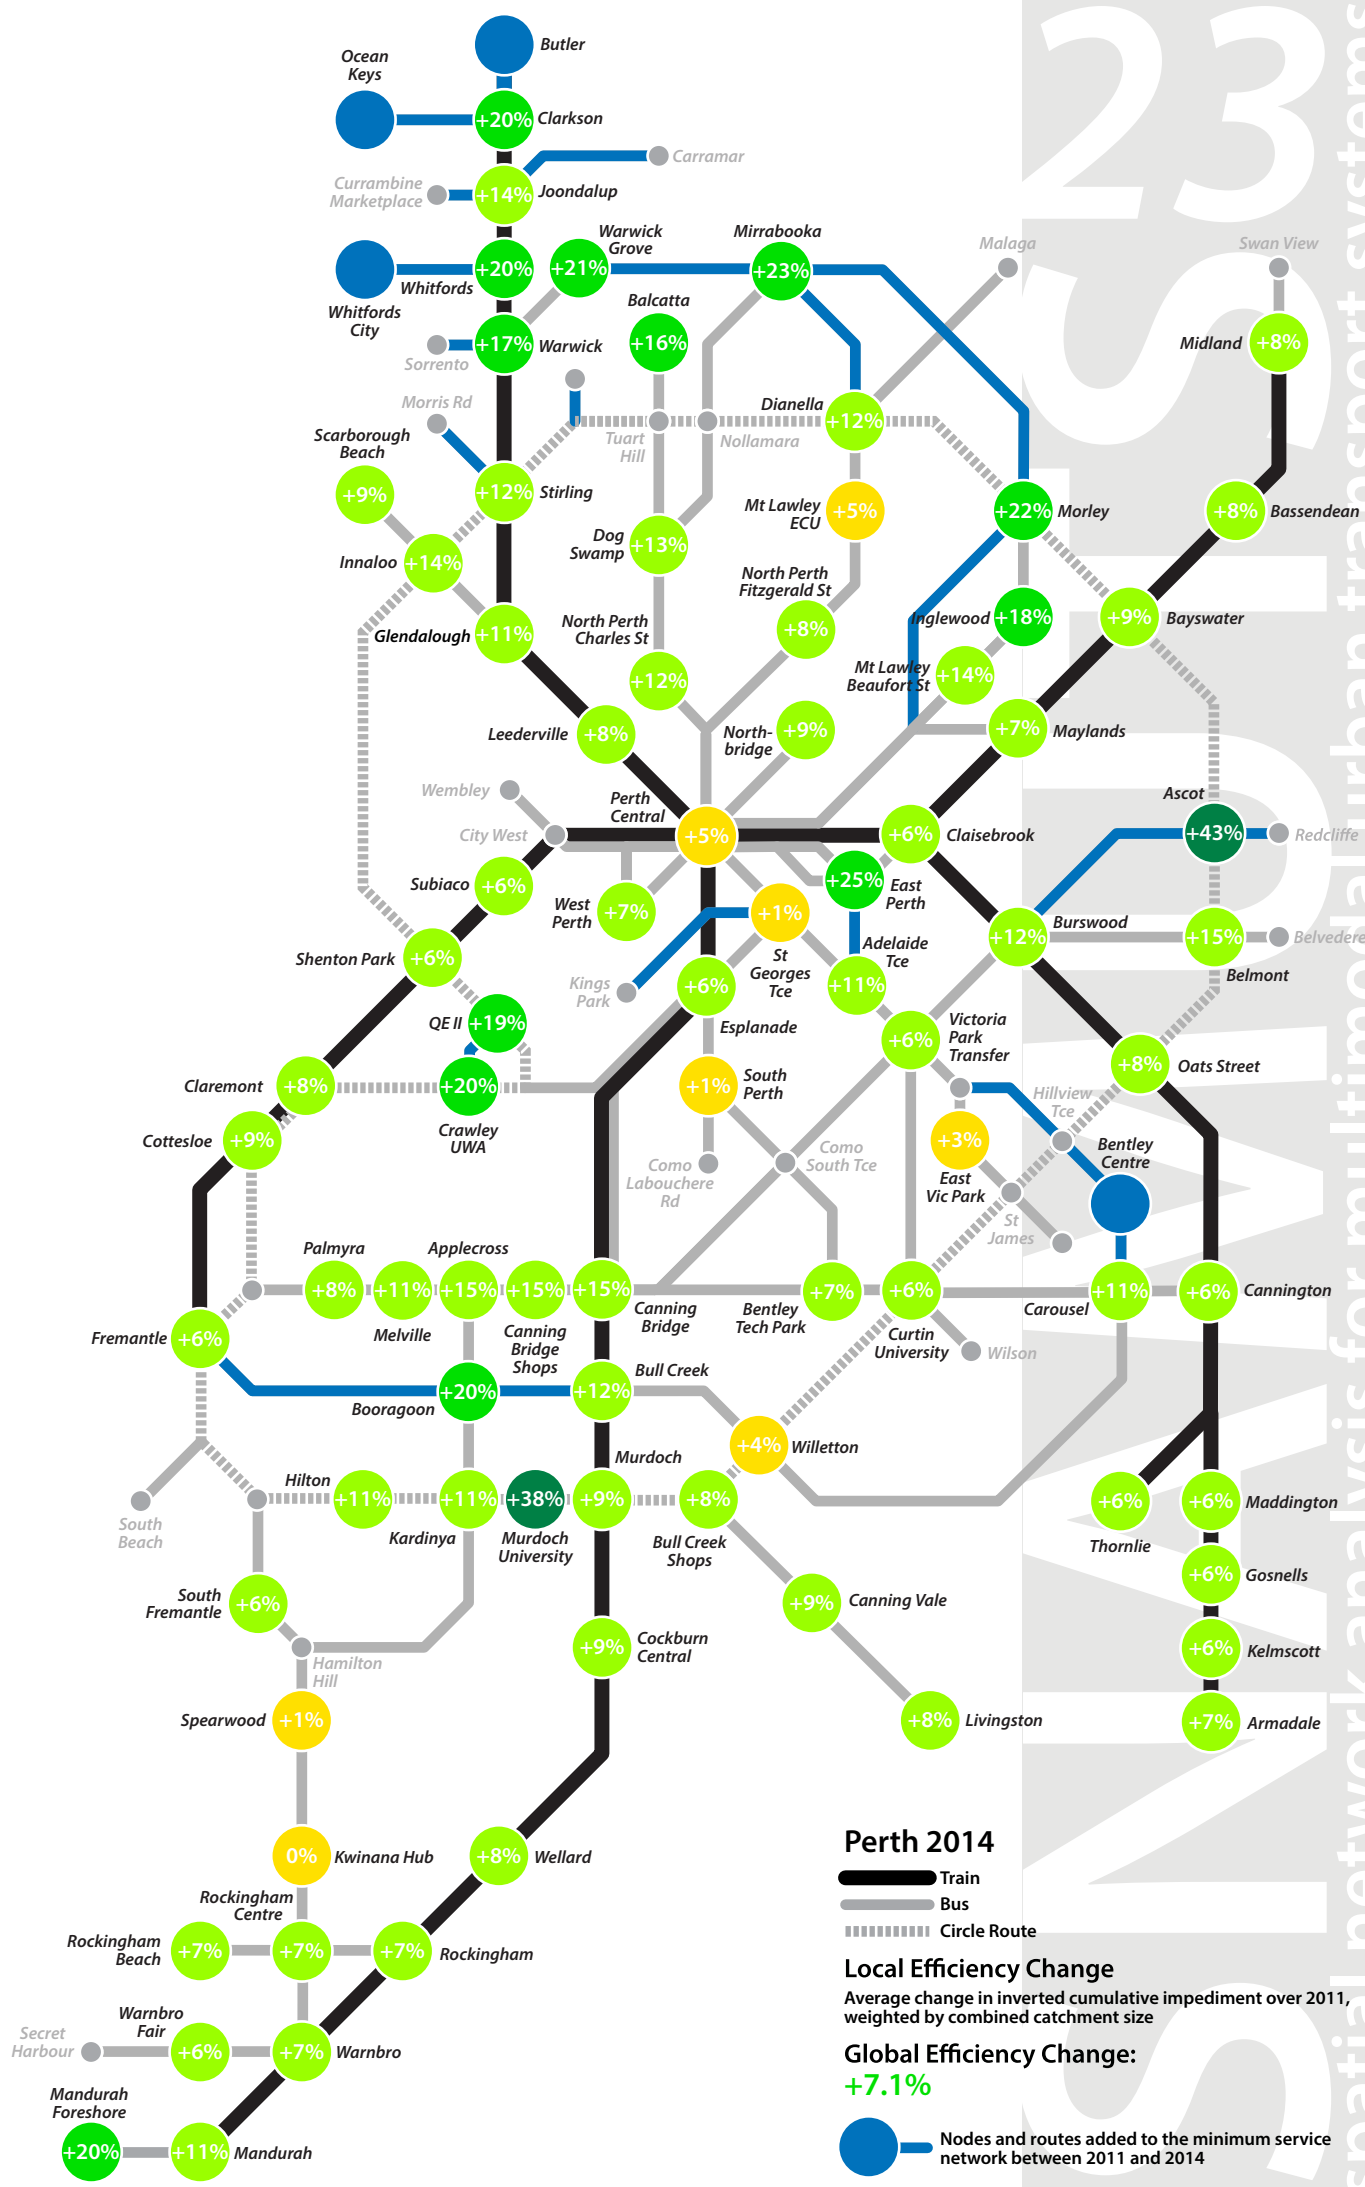 23
SNAMUTS
spatial network analysis for multimodal urban transport systems
Butler
Ocean
Keys
+20%
Clarkson
Carramar
Currambine
Marketplace
+14%
Joondalup
Warwick
Grove
Mirrabooka
Malaga
Swan View
+20%
+21%
+23%
Whitfords
Whitfords
City
Balcatta
+17%
Warwick
+16%
Midland
+8%
Sorrento
Morris Rd
Dianella
+12%
Scarborough
Beach
Tuart
Hill
Nollamara
+9%
+12%
Stirling
Mt Lawley
ECU
+5%
+22%
Morley
+8%
Bassendean
Dog
Swamp
+13%
Innaloo
+14%
North Perth
Fitzgerald St
Glendalough
+11%
North Perth
Charles St
+8%
Inglewood
+18%
+9%
Bayswater
+12%
Mt Lawley
Beaufort St
+14%
Leederville
+8%
North-
bridge
+9%
+7%
Maylands
Wembley
Perth
Central
Ascot
City West
+5%
+6%
Claisebrook
+43%
Redcliffe
Subiaco
+6%
+25%
East
Perth
West
Perth
+7%
+1%
Burswood
Shenton Park
+6%
St
Georges
Tce
Adelaide
Tce
+12%
+15%
Belvedere
Belmont
Kings
Park
+6%
+11%
QE II
+19%
Esplanade
+6%
Victoria
Park
Transfer
+8%
Oats Street
Claremont
+8%
+20%
+1%
South
Perth
Hillview
Tce
Crawley
UWA
Cottesloe
+9%
Como
Labouchere
Rd
Como
South Tce
+3%
East
Vic Park
Bentley
Centre
St
James
Palmyra
Applecross
+8%
+11%
+15%
+15%
+15%
+7%
+6%
+11%
+6%
Cannington
Melville
Canning
Bridge
Shops
Canning
Bridge
Bentley
Tech Park
Curtin
University
Carousel
Fremantle
+6%
Wilson
Booragoon
+20%
+12%
Bull Creek
+4%
Willetton
Murdoch
Hilton
+11%
+11%
+38%
+9%
+8%
+6%
+6%
Maddington
Kardinya
Murdoch
University
Bull Creek
Shops
Thornlie
South
Beach
+6%
Gosnells
South
Fremantle
+6%
+9%
Canning Vale
+9%
Cockburn
Central
+6%
Kelmscott
Hamilton
Hill
Spearwood
+1%
+8%
Livingston
+7%
Armadale
0%
Kwinana Hub
+8%
Wellard
Rockingham
Centre
Rockingham
Beach
+7%
+7%
+7%
Rockingham
Warnbro
Fair
Secret
Harbour
+6%
+7%
Warnbro
Mandurah
Foreshore
+20%
+11%
Mandurah
Perth 2014
Train
Bus
Circle Route
Local Efficiency Change
Average change in inverted cumulative impediment over 2011,
weighted by combined catchment size
Global Efficiency Change:
+7.1%
Nodes and routes added to the minimum service
network between 2011 and 2014